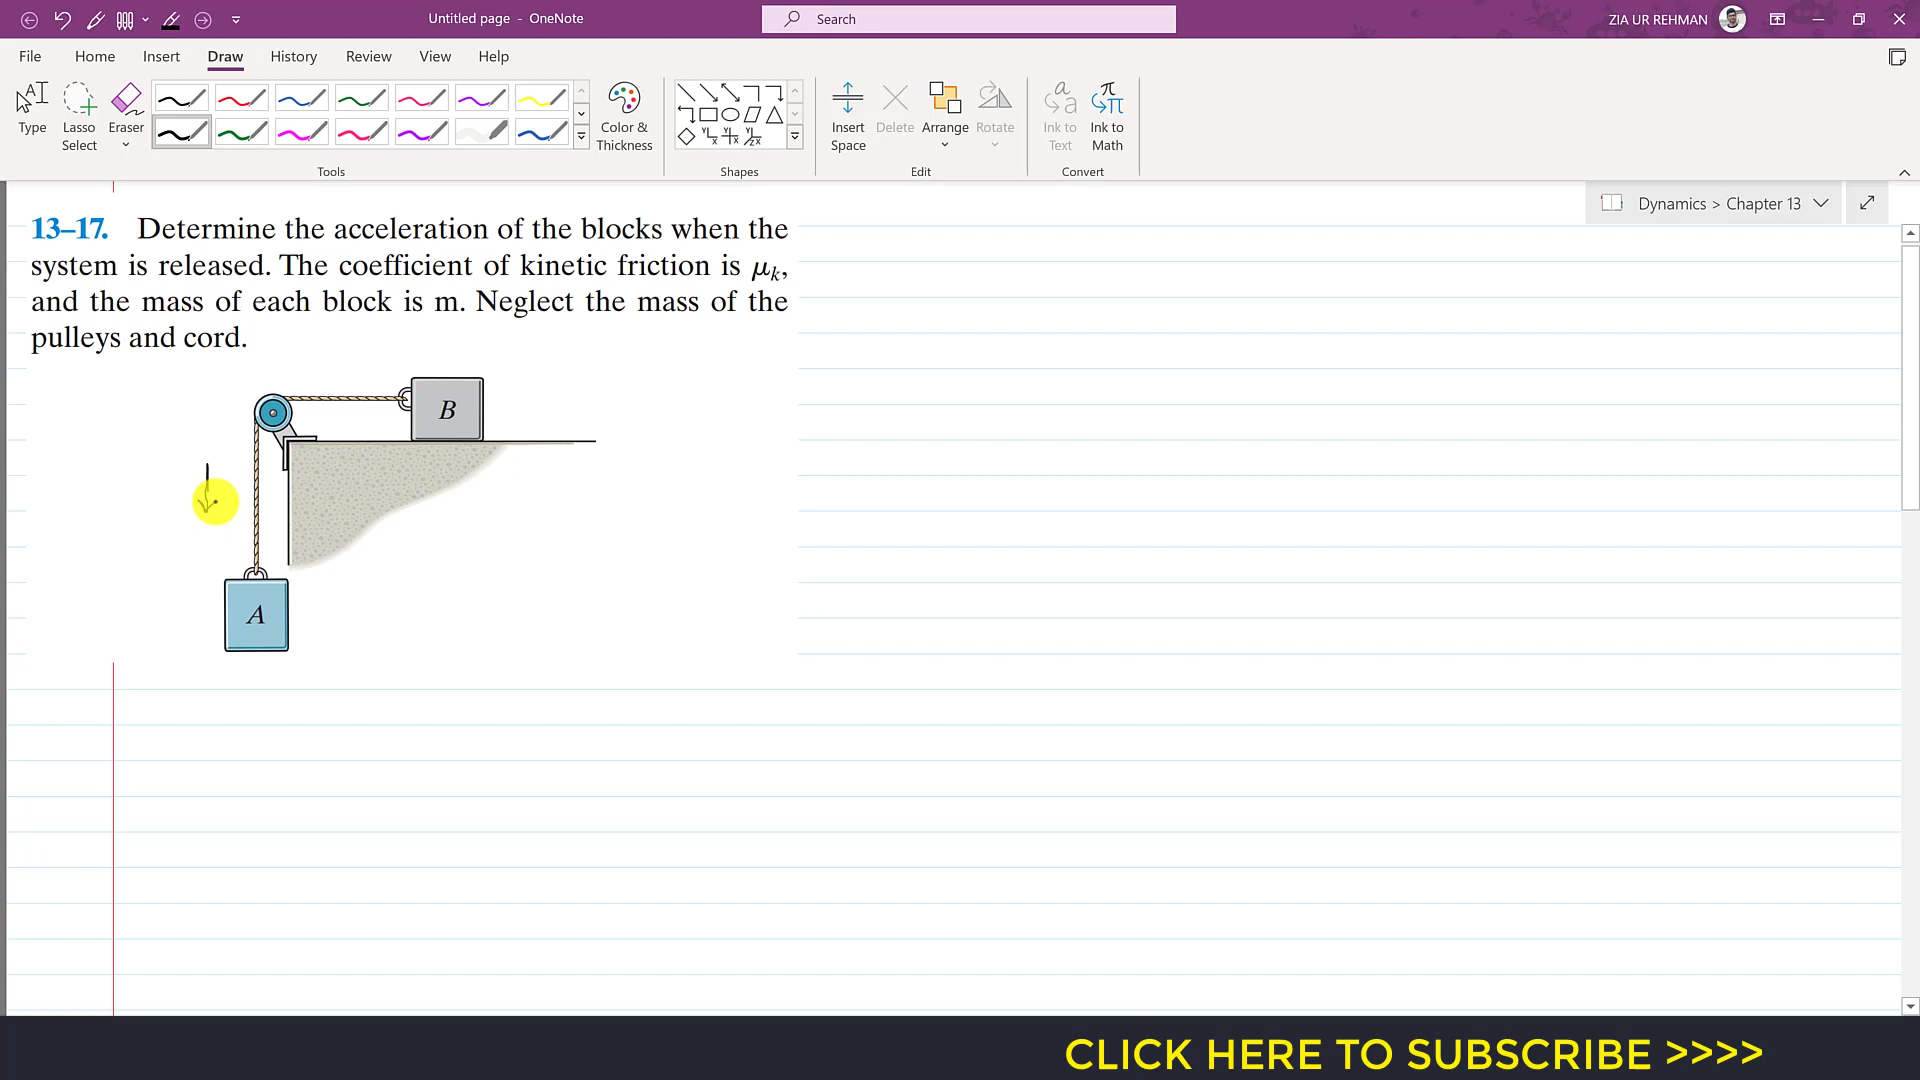 Untitled page - OneNote
Search
ZIA UR REHMAN
File Home Insert Draw History Review View Help
Type
Lasso Select
Eraser
Color & Thickness
Insert Space
Delete
Arrange
Rotate
Ink to Text
Ink to Math
Tools
Shapes
Edit
Convert
Dynamics > Chapter 13
13–17. Determine the acceleration of the blocks when the
system is released. The coefficient of kinetic friction is μk,
and the mass of each block is m. Neglect the mass of the
pulleys and cord.
B
A
CLICK HERE TO SUBSCRIBE >>>>